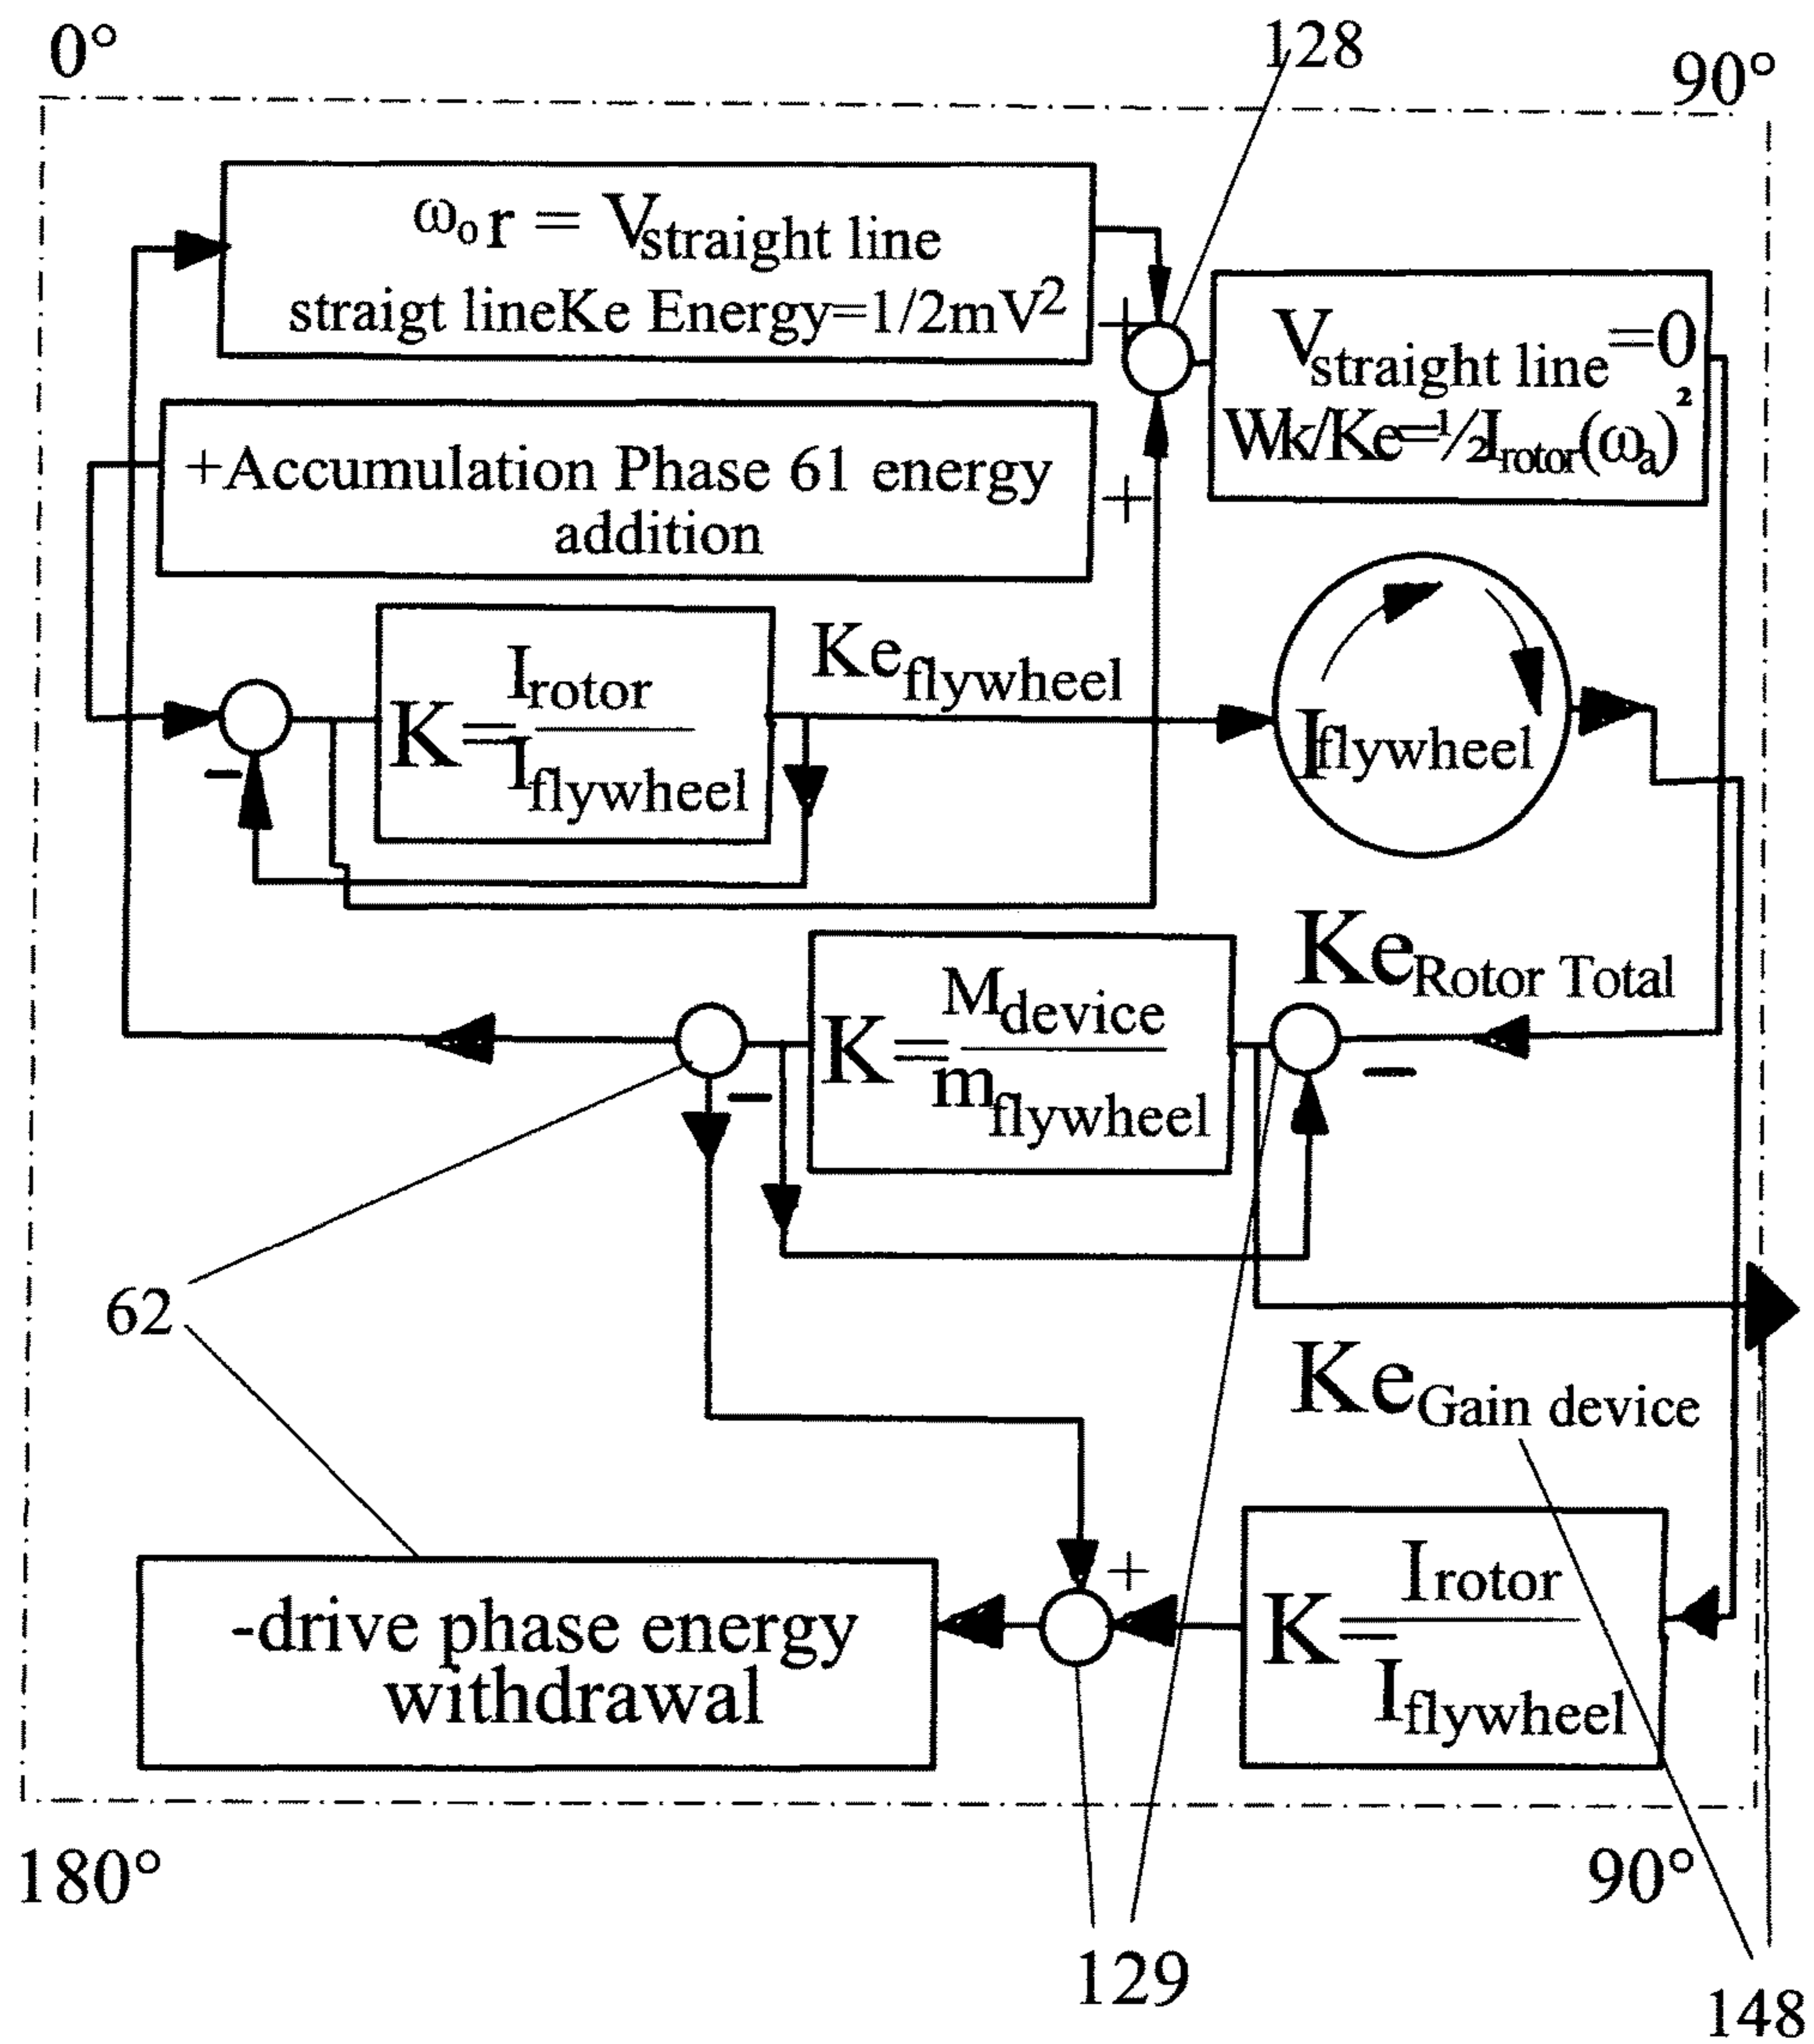 0°
128
90°
ω₀r = Vstraight line
straigt lineKe Energy=1/2mV²
+
Vstraight line=0
Wk/Ke=½Irotor(ωa)²
+Accumulation Phase 61 energy
addition
+
K=Irotor/Iflywheel
Keflywheel
Iflywheel
-
KeRotor Total
K=Mdevice/mflywheel
-
-
62
KeGain device
+
-drive phase energy
withdrawal
K=Irotor/Iflywheel
180°
90°
129
148